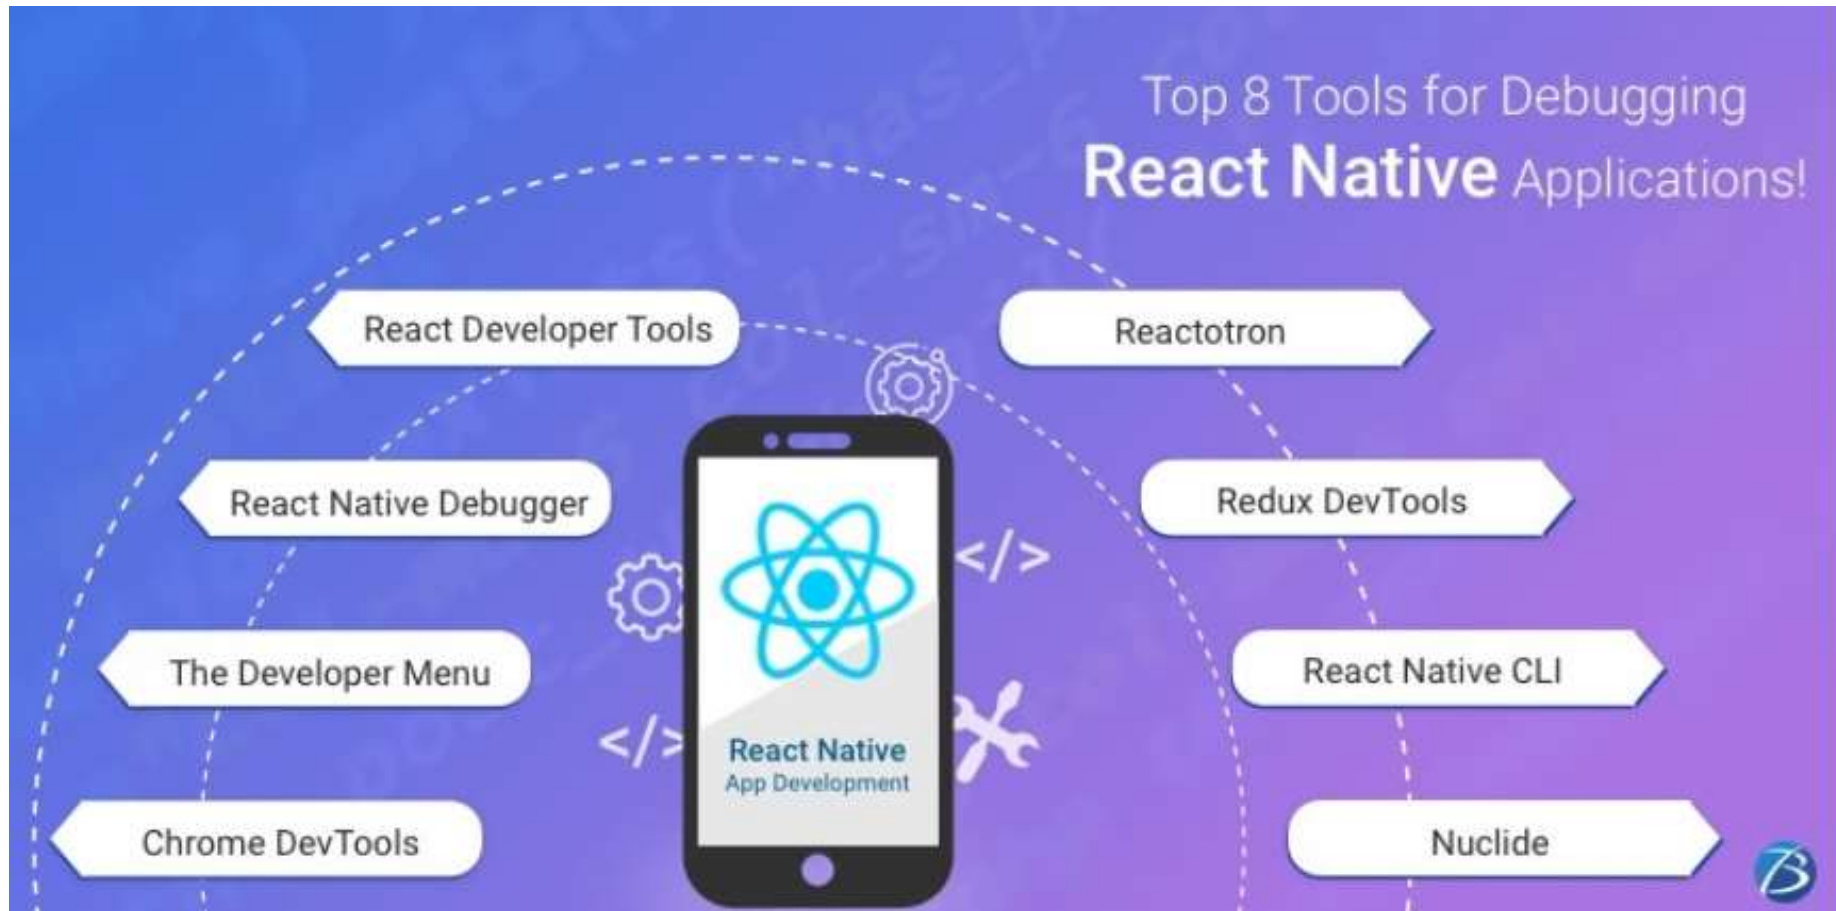 Top 8 Tools for Debugging
React Native Applications!
React Developer Tools
Reactotron
React Native Debugger
Redux DevTools
</>
The Developer Menu
React Native CLI
</>
React Native
App Development
Chrome DevTools
Nuclide